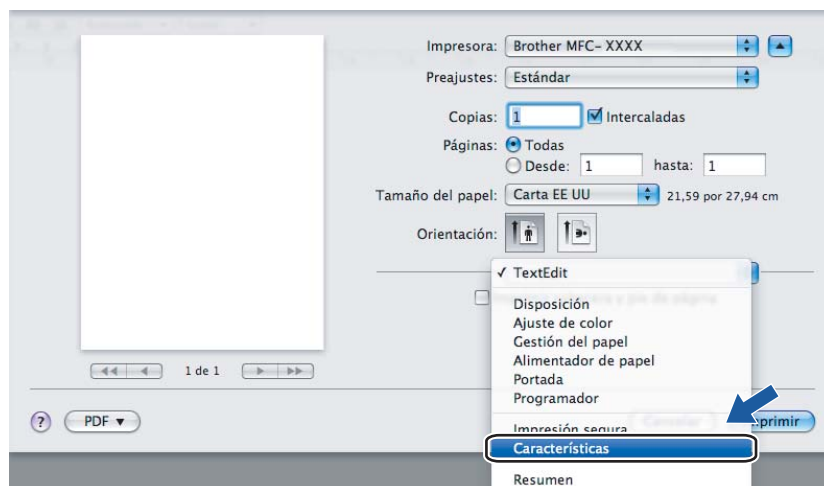 Impresora: Brother MFC- XXXX
Preajustes: Estándar
Copias: 1 Intercaladas
Páginas: Todas
Desde: 1 hasta: 1
Tamaño del papel: Carta EE UU 21,59 por 27,94 cm
Orientación:
✓ TextEdit
Disposición
Ajuste de color
Gestión del papel
Alimentador de papel
Portada
Programador
Impresión segura
Características
Resumen
1 de 1
? PDF ▼